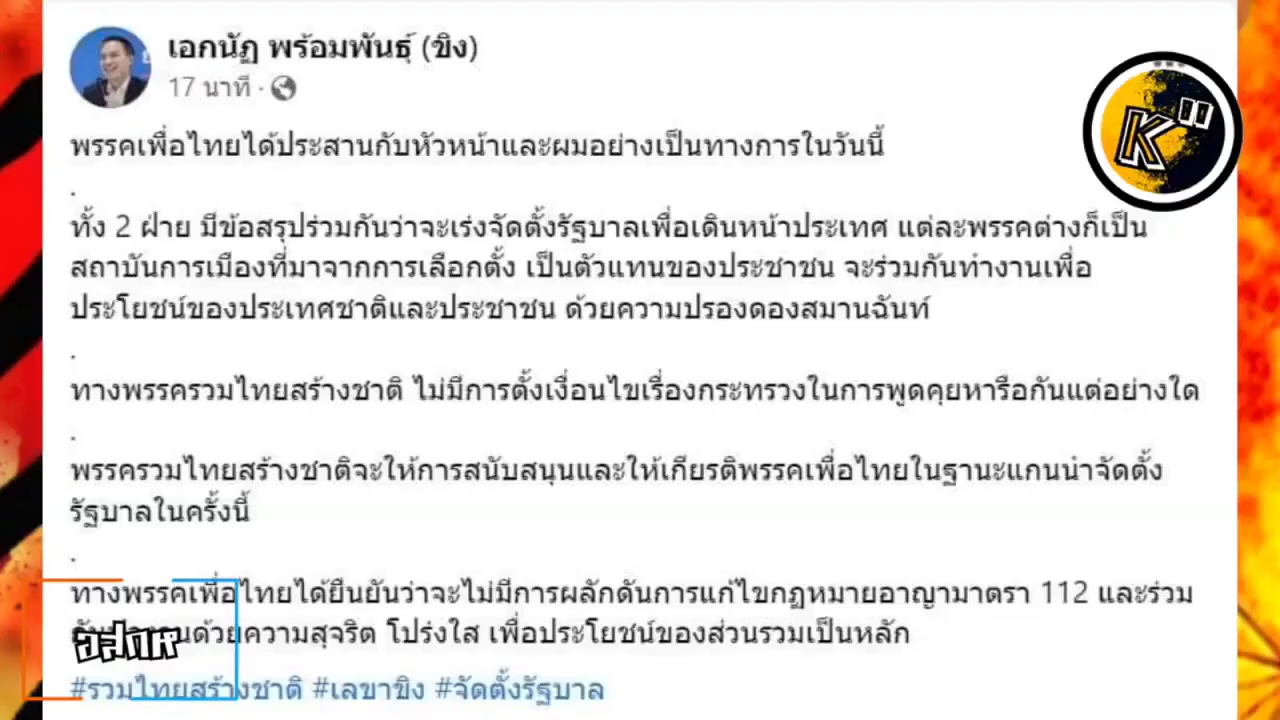 เอกนัฏ พร้อมพันธุ์ (ขิง)
17 นาที ·
K"
พรรคเพื่อไทยได้ประสานกับหัวหน้าและผมอย่างเป็นทางการในวันนี้
.
ทั้ง 2 ฝ่าย มีข้อสรุปร่วมกันว่าจะเร่งจัดตั้งรัฐบาลเพื่อเดินหน้าประเทศ แต่ละพรรคต่างก็เป็น
สถาบันการเมืองที่มาจากการเลือกตั้ง เป็นตัวแทนของประชาชน จะร่วมกันทำงานเพื่อ
ประโยชน์ของประเทศชาติและประชาชน ด้วยความปรองดองสมานฉันท์
.
ทางพรรครวมไทยสร้างชาติ ไม่มีการตั้งเงื่อนไขเรื่องกระทรวงในการพูดคุยหารือกันแต่อย่างใด
.
พรรครวมไทยสร้างชาติจะให้การสนับสนุนและให้เกียรติพรรคเพื่อไทยในฐานะแกนนำจัดตั้ง
รัฐบาลในครั้งนี้
.
ทางพรรคเพื่อไทยได้ยืนยันว่าจะไม่มีการผลักดันการแก้ไขกฎหมายอาญามาตรา 112 และร่วม
ด้วยความสุจริต โปร่งใส เพื่อประโยชน์ของส่วนรวมเป็นหลัก
#รวมไทยสร้างชาติ #เลขาขิง #จัดตั้งรัฐบาล